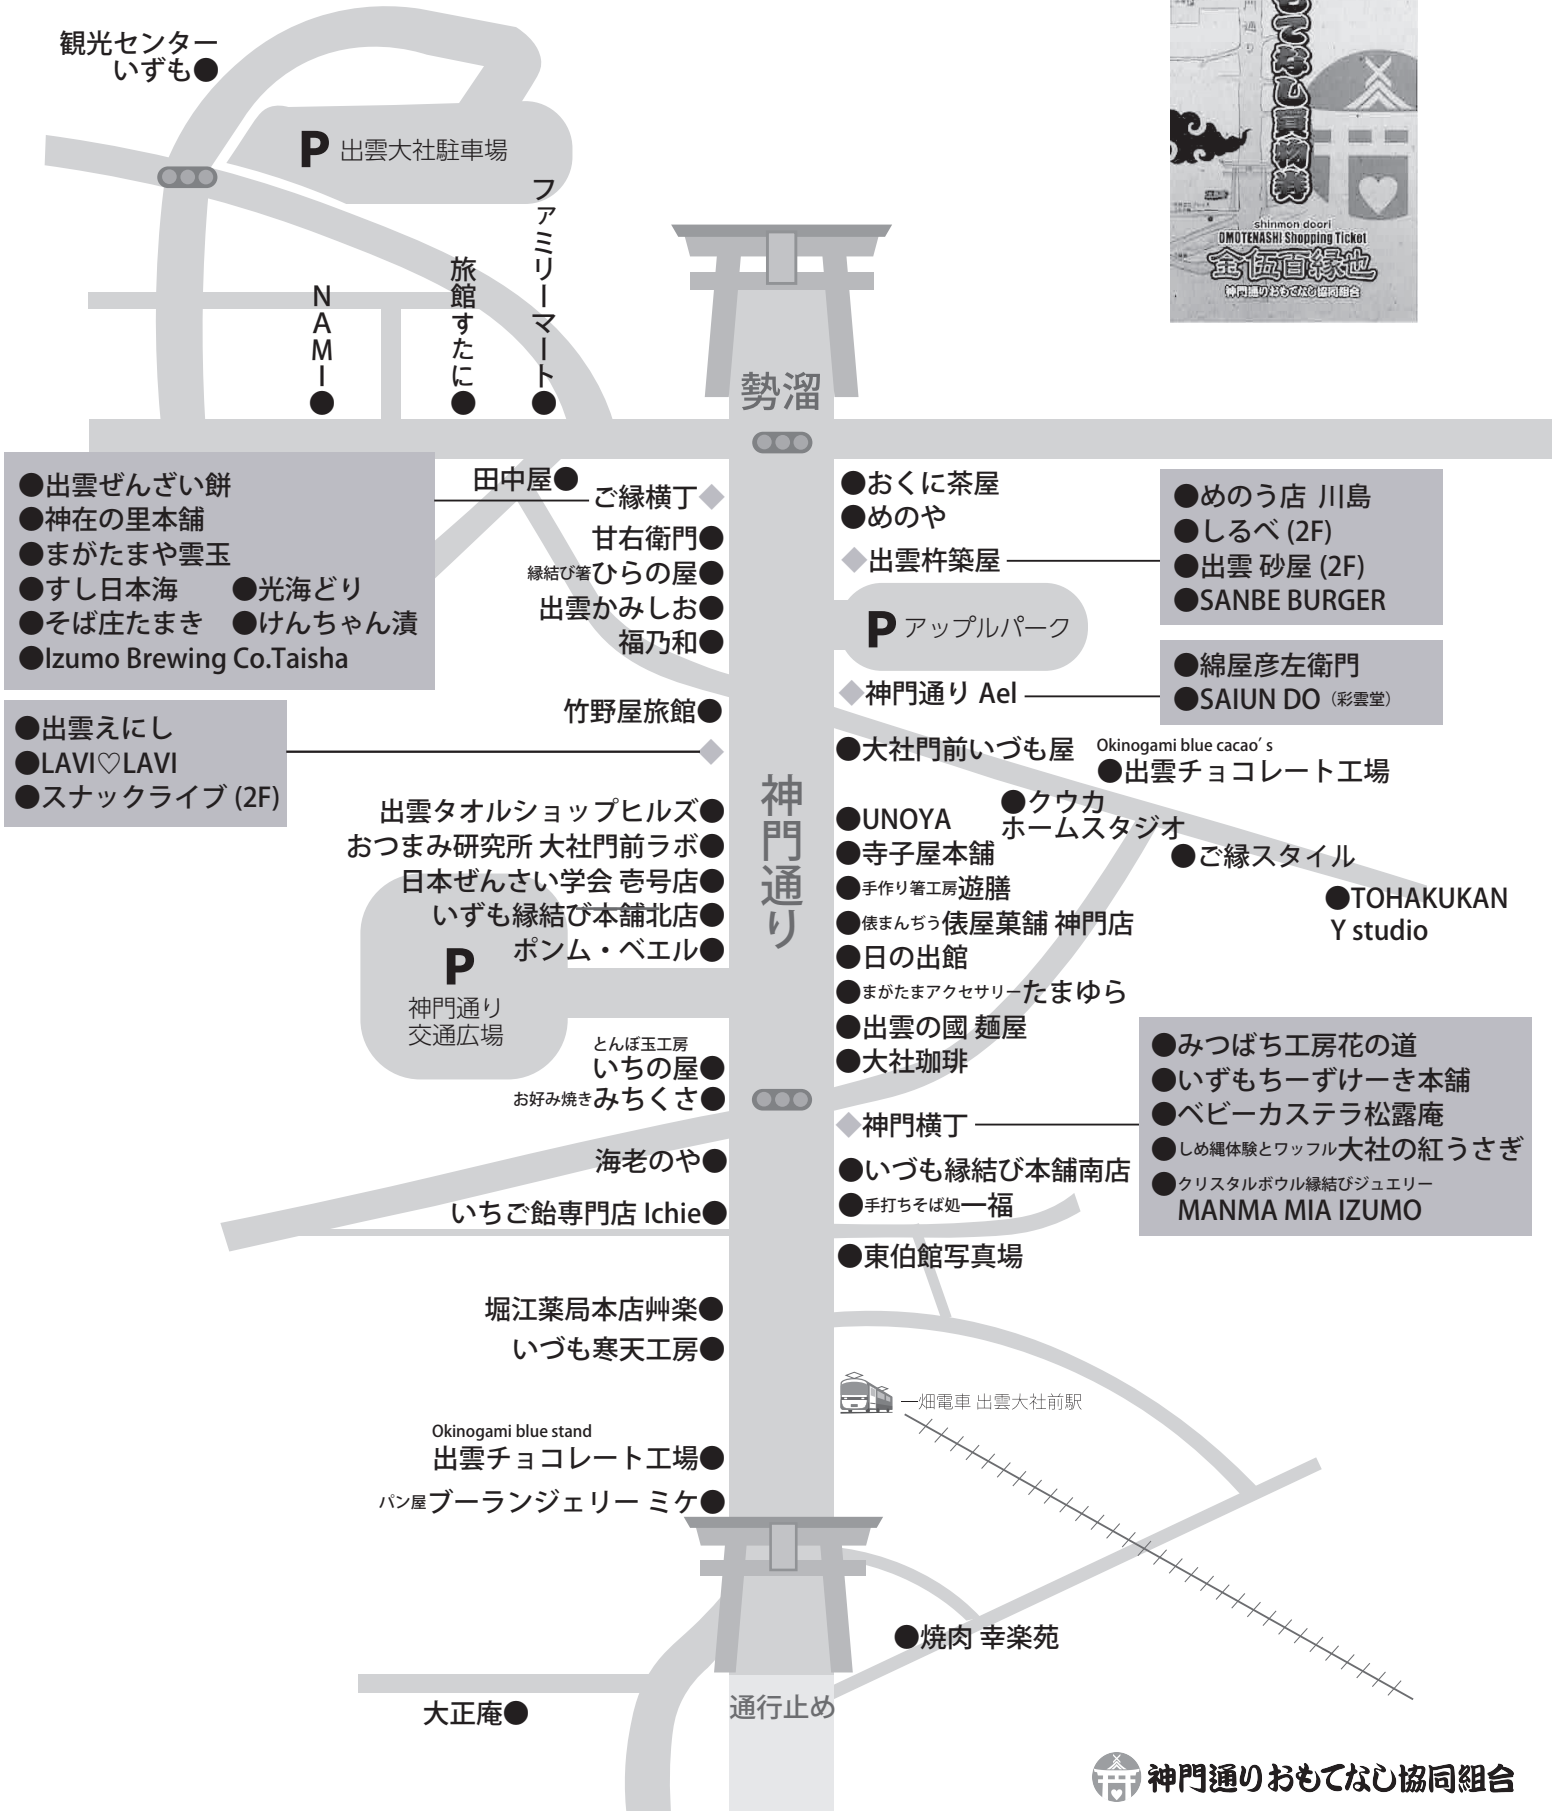 観光センター
いずも●
P 出雲大社駐車場
ファミリーマート●
旅館すたに●
NAMI●
てなし買物券
門通り
shinmon doori
OMOTENASHI Shopping Ticket
金伍百縁也
神門通りおもてなし協同組合
勢溜
●出雲ぜんざい餅
●神在の里本舗
●まがたまや雲玉
●すし日本海 ●光海どり
●そば庄たまき ●けんちゃん漬
●Izumo Brewing Co.Taisha
田中屋●
ご縁横丁◆
甘右衛門●
縁結び箸ひらの屋●
出雲かみしお●
福乃和●
竹野屋旅館●
●出雲えにし
●LAVI♡LAVI
●スナックライブ (2F)
出雲タオルショップヒルズ●
おつまみ研究所 大社門前ラボ●
日本ぜんさい学会 壱号店●
いずも縁結び本舗北店●
ポンム・ベエル●
P
神門通り
交通広場
とんぼ玉工房
いちの屋●
お好み焼きみちくさ●
海老のや●
いちご飴専門店 Ichie●
堀江薬局本店艸楽●
いづも寒天工房●
Okinogami blue stand
出雲チョコレート工場●
パン屋ブーランジェリー ミケ●
大正庵●
神門通り
●おくに茶屋
●めのや
◆出雲杵築屋
●めのう店 川島
●しるべ (2F)
●出雲 砂屋 (2F)
●SANBE BURGER
P アップルパーク
◆神門通り Ael
●綿屋彦左衛門
●SAIUN DO（彩雲堂）
●大社門前いづも屋
Okinogami blue cacao's
●出雲チョコレート工場
●クウカ
ホームスタジオ
●ご縁スタイル
●TOHAKUKAN
Y studio
●UNOYA
●寺子屋本舗
●手作り箸工房遊膳
●俵まんぢう俵屋菓舗 神門店
●日の出館
●まがたまアクセサリーたまゆら
●出雲の國 麺屋
●大社珈琲
◆神門横丁
●みつばち工房花の道
●いずもちーずけーき本舗
●ベビーカステラ松露庵
●しめ縄体験とワッフル大社の紅うさぎ
●クリスタルボウル縁結びジュエリー
MANMA MIA IZUMO
●いづも縁結び本舗南店
●手打ちそば処一福
●東伯館写真場
一畑電車 出雲大社前駅
●焼肉 幸楽苑
通行止め
神門通りおもてなし協同組合